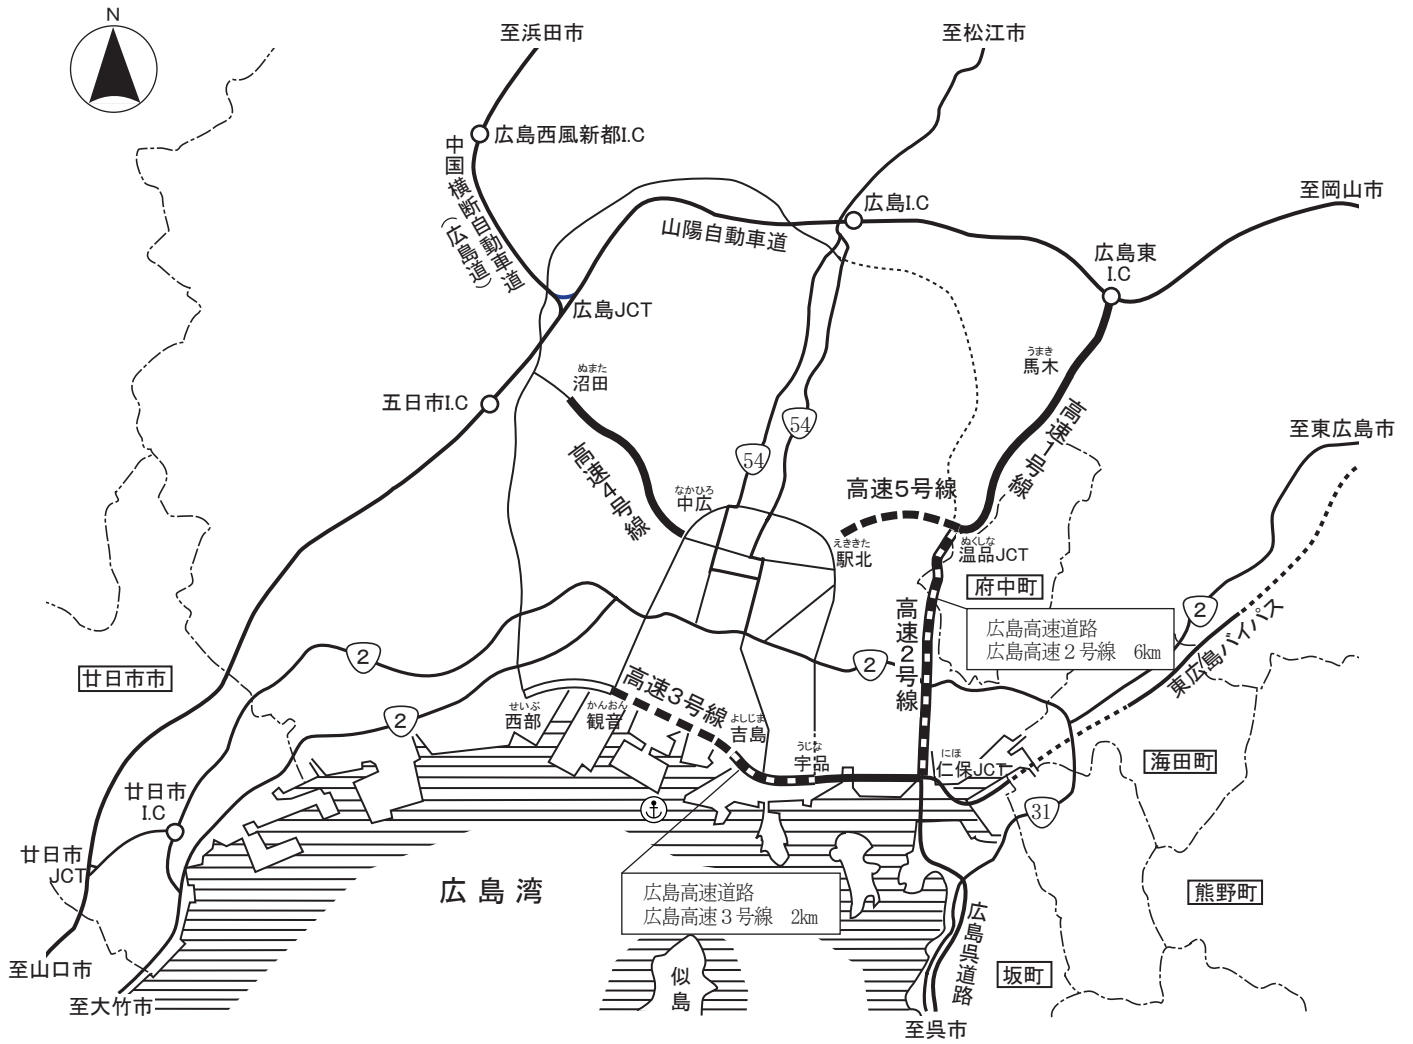 N
至浜田市
至松江市
広島西風新都I.C
中国横断自動車道
(広島道)
至岡山市
広島I.C
山陽自動車道
広島東
I.C
広島JCT
うまき
馬木
ぬまた
沼田
五日市I.C
54
54
高速1号線
至東広島市
高速4号線
なかひろ
中広
高速5号線
えききた
駅北
ぬくしな
温品JCT
府中町
高速2号線
広島高速道路
広島高速２号線　6km
2
東広島バイパス
2
2
廿日市市
高速3号線
2
せいぶ
西部
かんおん
観音
よしじま
吉島
うじな
宇品
にほ
仁保JCT
海田町
廿日市
I.C
31
廿日市
JCT
広島湾
広島高速道路
広島高速３号線　2km
熊野町
広島呉道路
至山口市
似島
坂町
至大竹市
至呉市